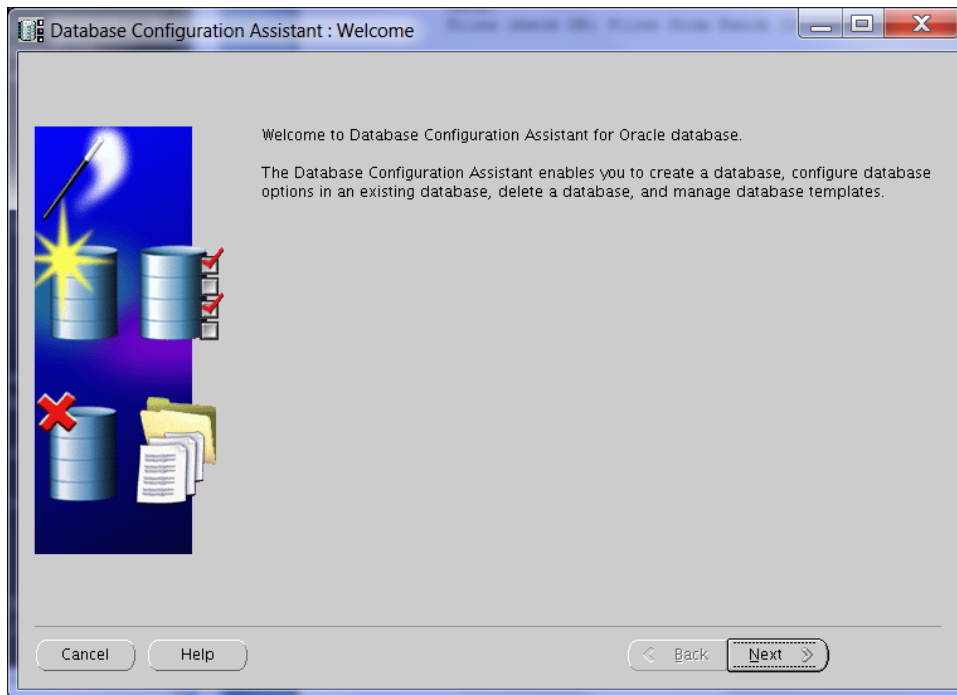 Database Configuration Assistant : Welcome
Welcome to Database Configuration Assistant for Oracle database.
The Database Configuration Assistant enables you to create a database, configure database
options in an existing database, delete a database, and manage database templates.
Cancel
Help
Back
Next